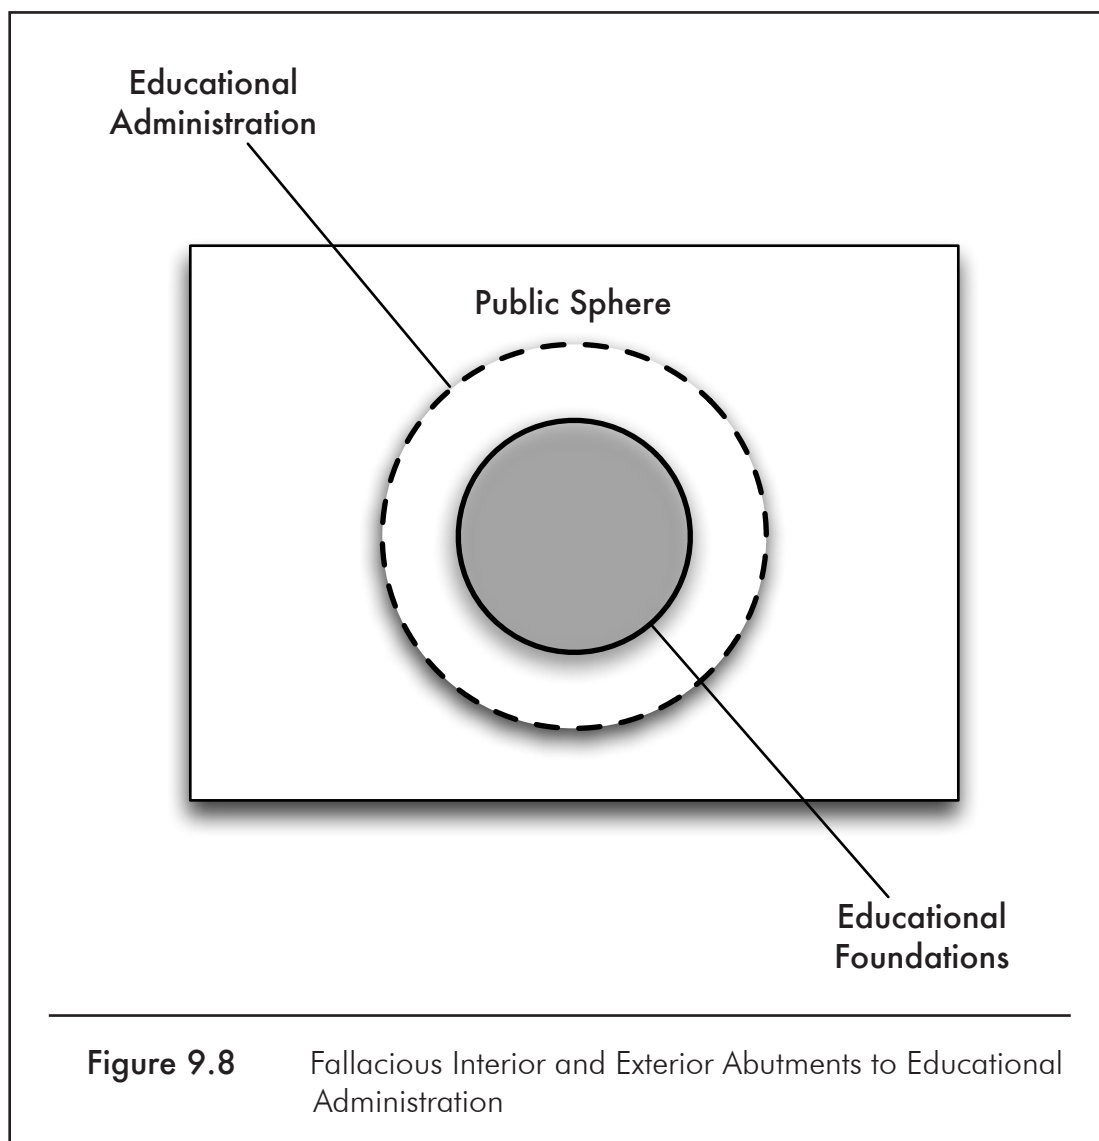 Educational
Administration
Public Sphere
Educational
Foundations
Figure 9.8 Fallacious Interior and Exterior Abutments to Educational
Administration